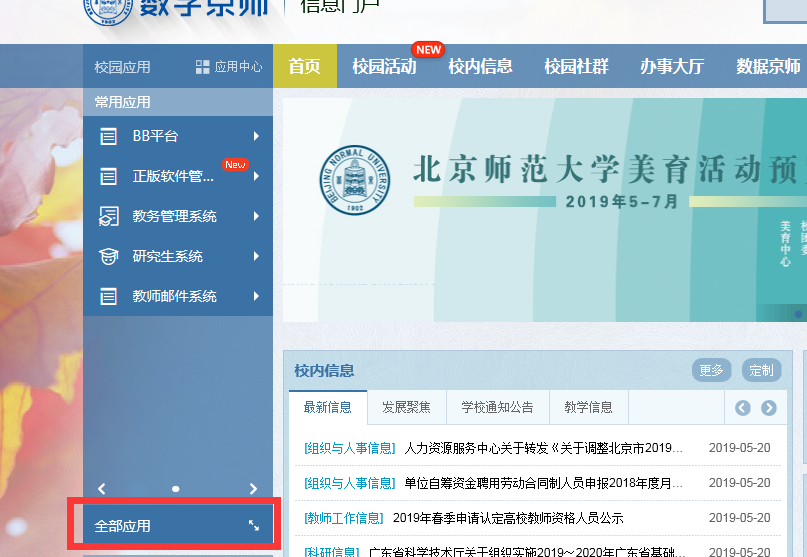 数字京师 信息门户
校园应用 应用中心 首页 校园活动 NEW 校内信息 校园社群 办事大厅 数据京师
常用应用
BB平台
正版软件管... New
教务管理系统
研究生系统
教师邮件系统
全部应用
BEIJING NORMAL UNIVERSITY
1902
北京师范大学美育活动预
2019年5-7月
美育中心
校内信息 更多 定制
最新信息 发展聚焦 学校通知公告 教学信息
[组织与人事信息] 人力资源服务中心关于转发《关于调整北京市2019... 2019-05-20
[组织与人事信息] 单位自筹资金聘用劳动合同制人员申报2018年度月... 2019-05-20
[教师工作信息] 2019年春季申请认定高校教师资格人员公示 2019-05-20
[科研信息] 广东省科学技术厅关于组织实施2019～2020年广东省基础... 2019-05-20